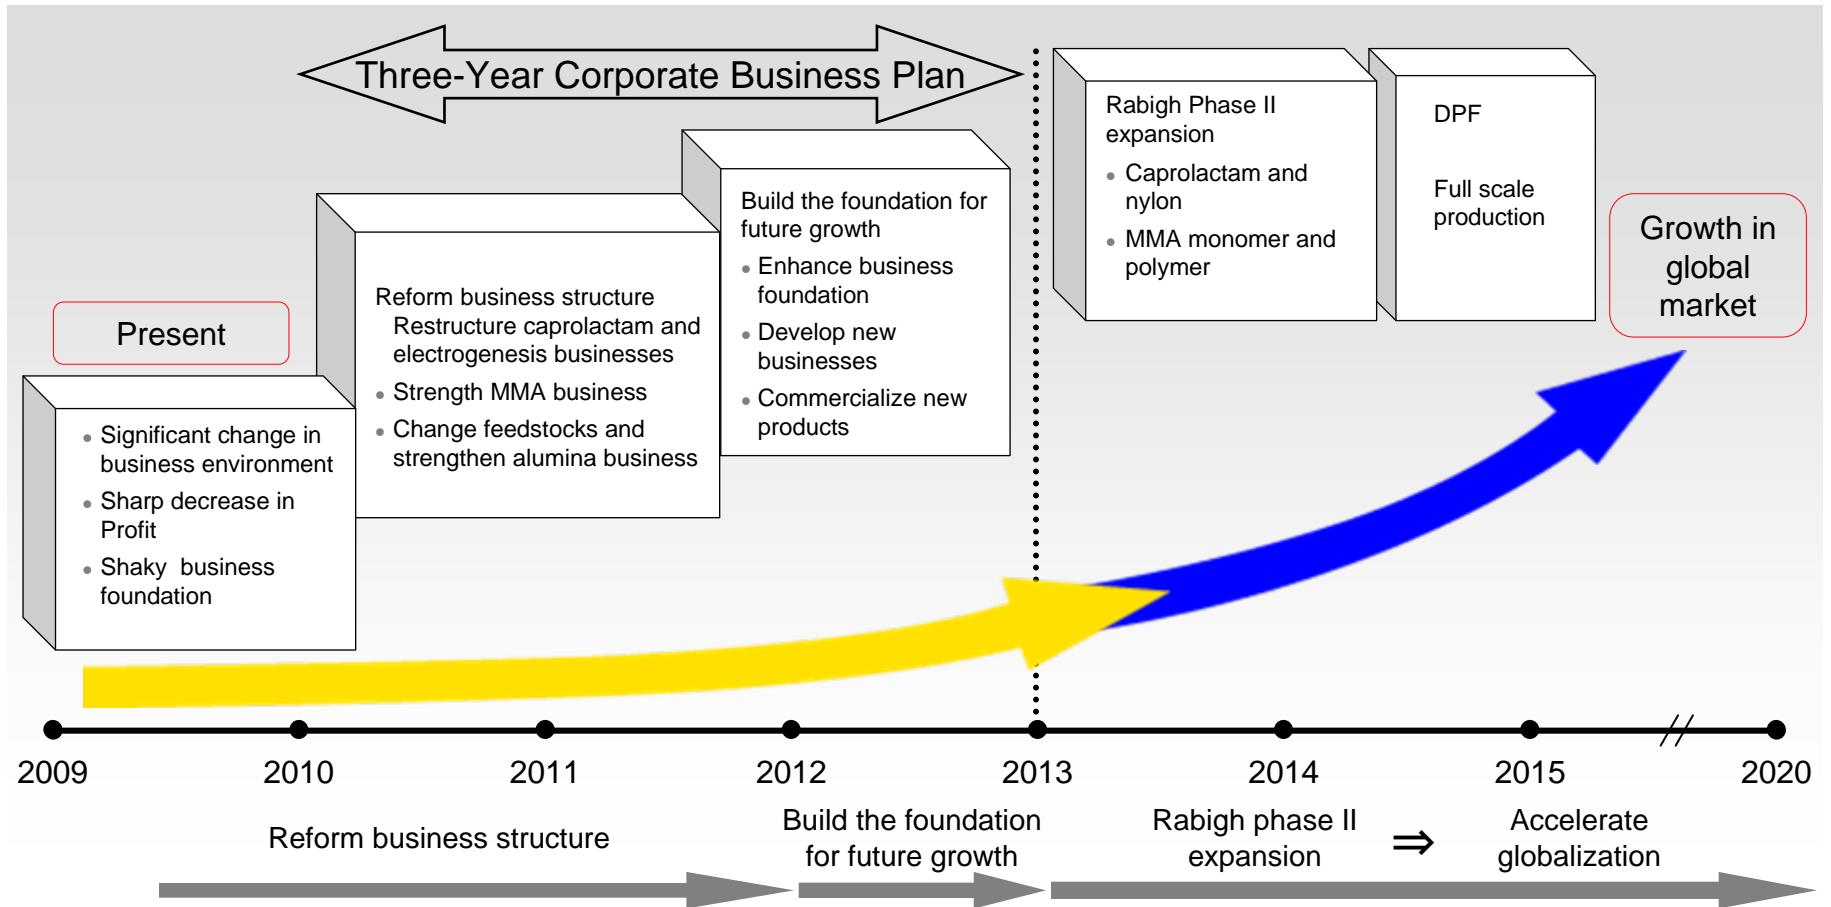 Three-Year Corporate Business Plan
Present
• Significant change in
business environment
• Sharp decrease in
Profit
• Shaky  business
foundation
Reform business structure
Restructure caprolactam and
electrogenesis businesses
• Strength MMA business
• Change feedstocks and
strengthen alumina business
Build the foundation for
future growth
• Enhance business
foundation
• Develop new
businesses
• Commercialize new
products
Rabigh Phase II
expansion
• Caprolactam and
nylon
• MMA monomer and
polymer
DPF
Full scale
production
Growth in
global
market
2009 2010 2011 2012 2013 2014 2015 2020
Reform business structure
Build the foundation
for future growth
Rabigh phase II
expansion
⇒
Accelerate
globalization